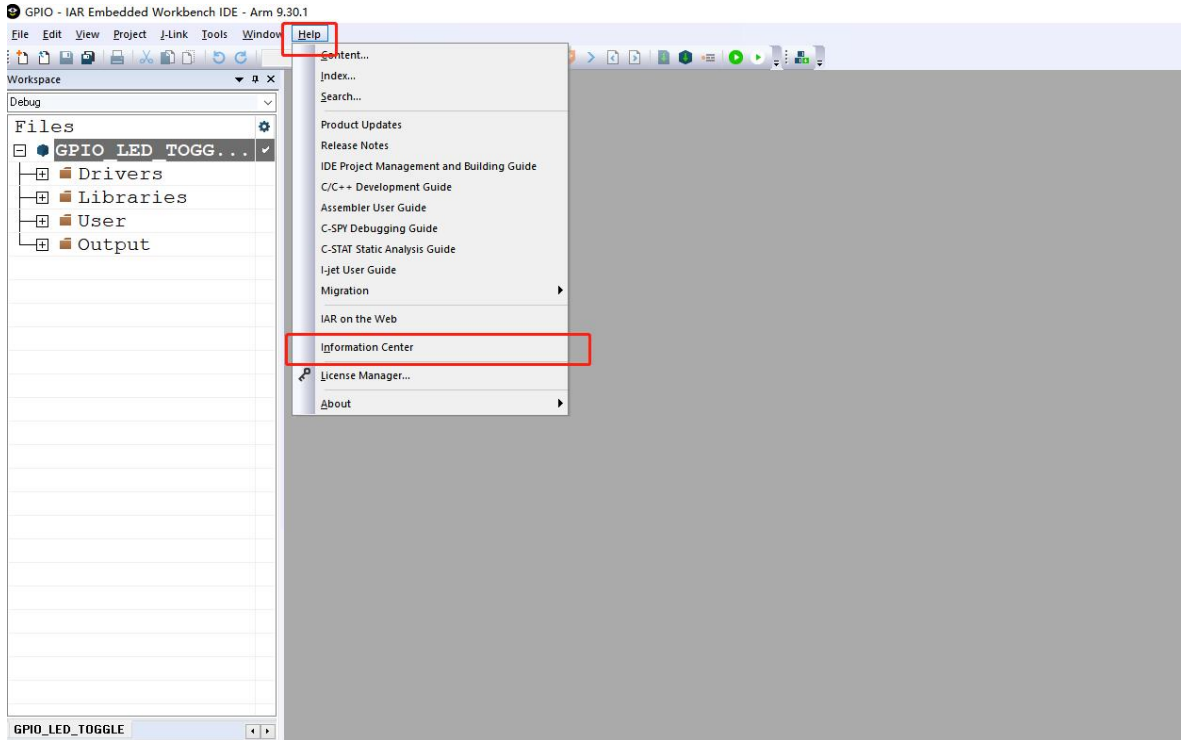 GPIO - IAR Embedded Workbench IDE - Arm 9.30.1
File Edit View Project J-Link Tools Window Help
Workspace
Debug
Files
GPIO_LED_TOGG...
Drivers
Libraries
User
Output
Content...
Index...
Search...
Product Updates
Release Notes
IDE Project Management and Building Guide
C/C++ Development Guide
Assembler User Guide
C-SPY Debugging Guide
C-STAT Static Analysis Guide
I-jet User Guide
Migration
IAR on the Web
Information Center
License Manager...
About
GPIO_LED_TOGGLE